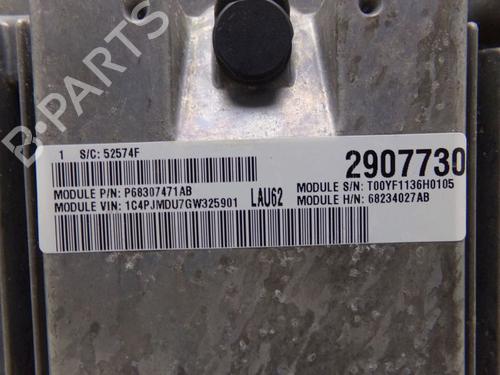 B-PARTS
1 S/C: 52574F
2907730
MODULE P/N: P68307471AB
MODULE VIN: 1C4PJMDU7GW325901
LAU62
MODULE S/N: T00YF1136H0105
MODULE H/N: 68234027AB